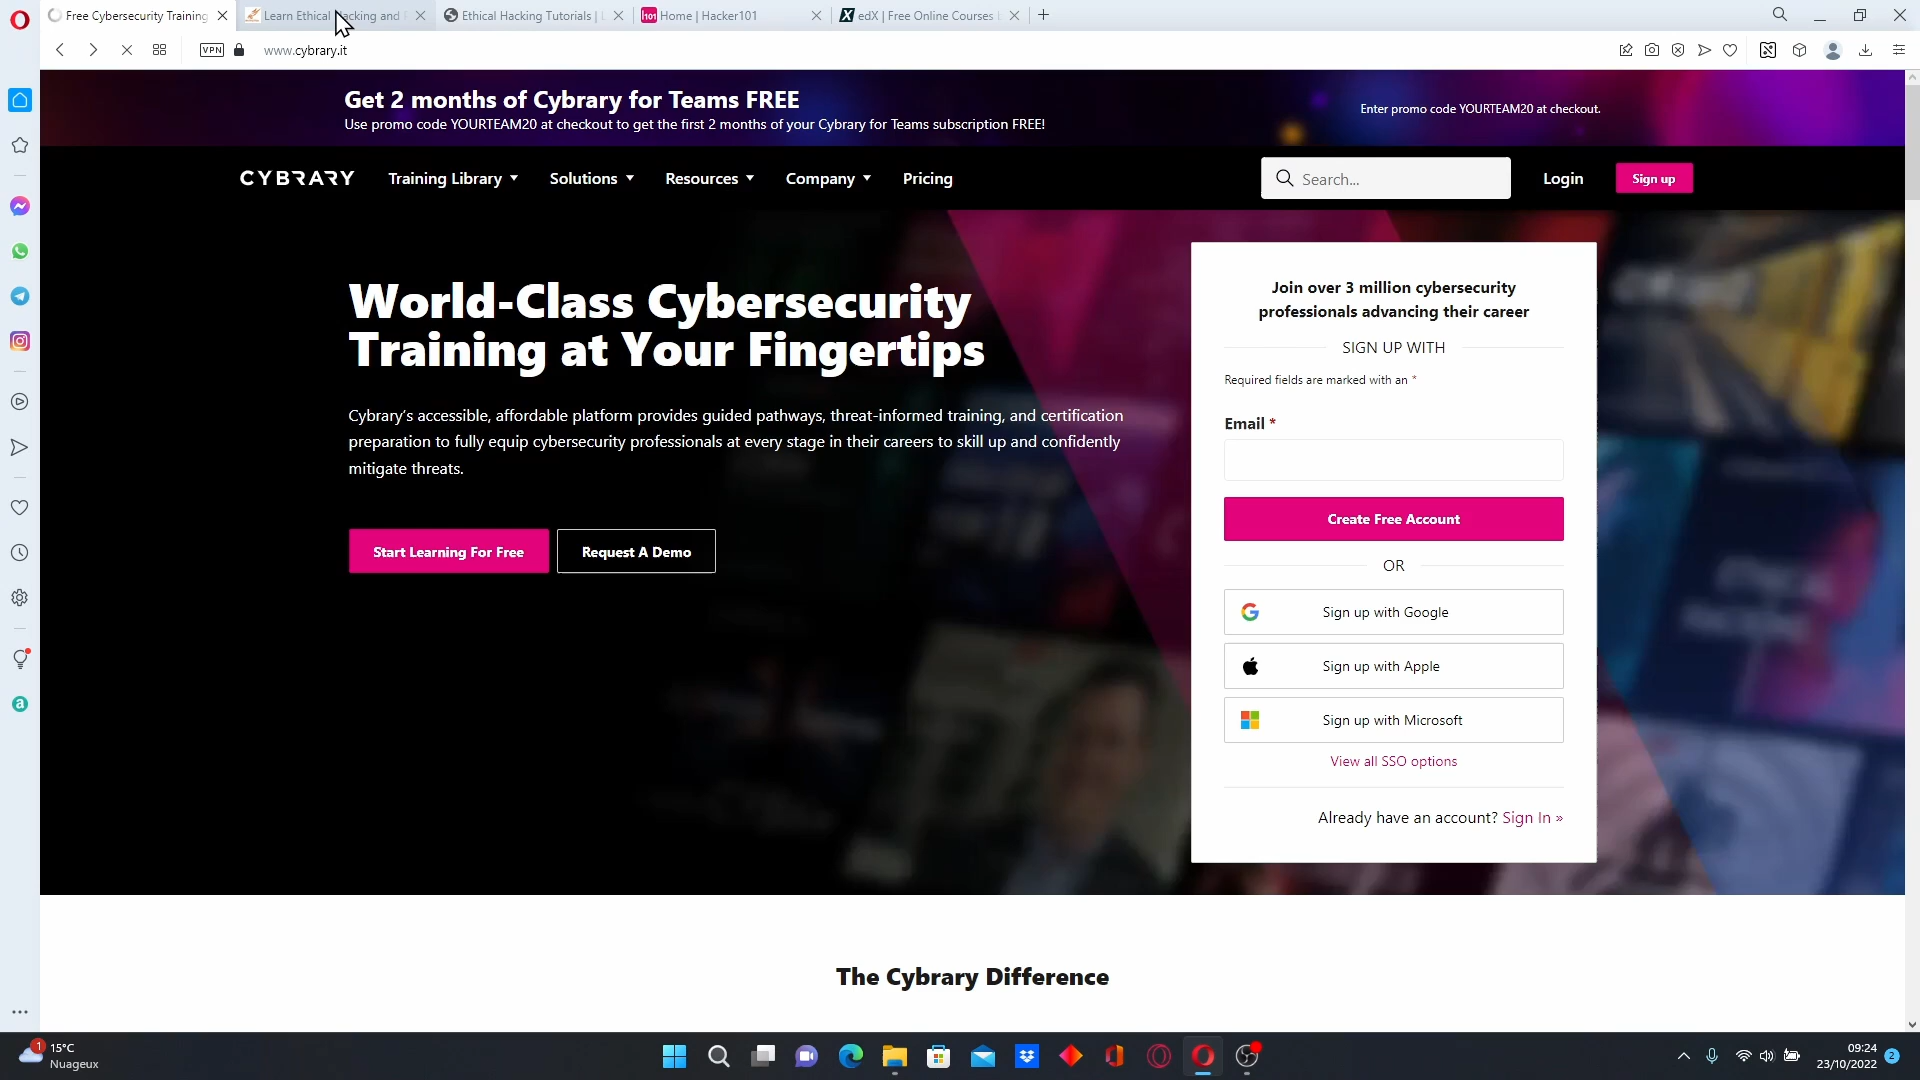 Free Cybersecurity Training
Learn Ethical Hacking and
Ethical Hacking Tutorials |
Home | Hacker101
edX | Free Online Courses
VPN
www.cybrary.it
Get 2 months of Cybrary for Teams FREE
Use promo code YOURTEAM20 at checkout to get the first 2 months of your Cybrary for Teams subscription FREE!
Enter promo code YOURTEAM20 at checkout.
CYBRARY
Training Library
Solutions
Resources
Company
Pricing
Search...
Login
Sign up
World-Class Cybersecurity
Training at Your Fingertips
Cybrary’s accessible, affordable platform provides guided pathways, threat-informed training, and certification
preparation to fully equip cybersecurity professionals at every stage in their careers to skill up and confidently
mitigate threats.
Start Learning For Free
Request A Demo
Join over 3 million cybersecurity
professionals advancing their career
SIGN UP WITH
Required fields are marked with an *
Email *
Create Free Account
OR
Sign up with Google
Sign up with Apple
Sign up with Microsoft
View all SSO options
Already have an account? Sign In »
The Cybrary Difference
1
15°C
Nuageux
09:24
23/10/2022
2